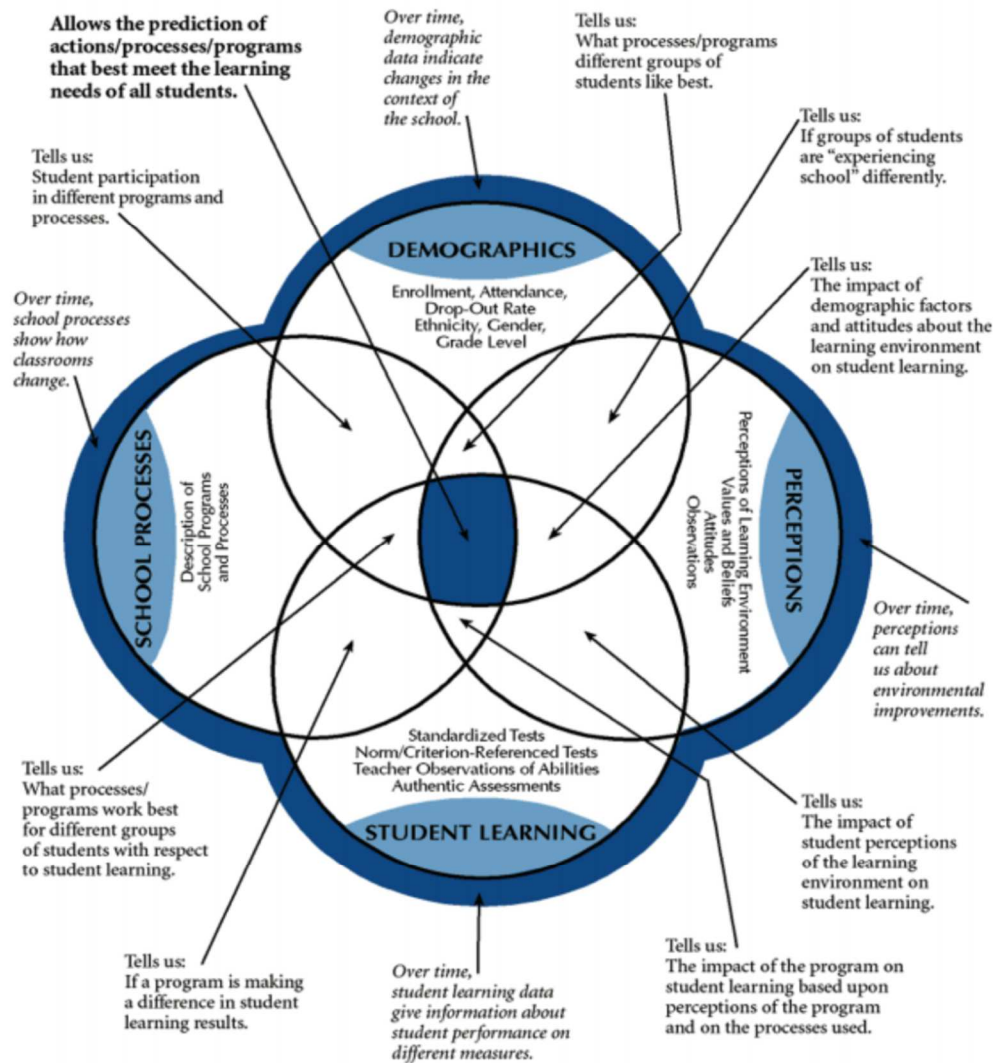 Allows the prediction of
actions/processes/programs
that best meet the learning
needs of all students.
Over time,
demographic
data indicate
changes in the
context of
the school.
Tells us:
What processes/programs
different groups of
students like best.
Tells us:
If groups of students
are “experiencing
school” differently.
Tells us:
Student participation
in different programs and
processes.
Tells us:
The impact of
demographic factors
and attitudes about the
learning environment
on student learning.
Over time,
school processes
show how
classrooms
change.
DEMOGRAPHICS
Enrollment, Attendance,
Drop-Out Rate
Ethnicity, Gender,
Grade Level
SCHOOL PROCESSES
Description of
School Programs
and Processes
PERCEPTIONS
Perceptions of Learning Environment
Values and Beliefs
Attitudes
Observations
Over time,
perceptions
can tell
us about
environmental
improvements.
Standardized Tests
Norm/Criterion-Referenced Tests
Teacher Observations of Abilities
Authentic Assessments
STUDENT LEARNING
Tells us:
What processes/
programs work best
for different groups
of students with respect
to student learning.
Tells us:
The impact of
student perceptions
of the learning
environment on
student learning.
Tells us:
If a program is making
a difference in student
learning results.
Over time,
student learning data
give information about
student performance on
different measures.
Tells us:
The impact of the program on
student learning based upon
perceptions of the program
and on the processes used.